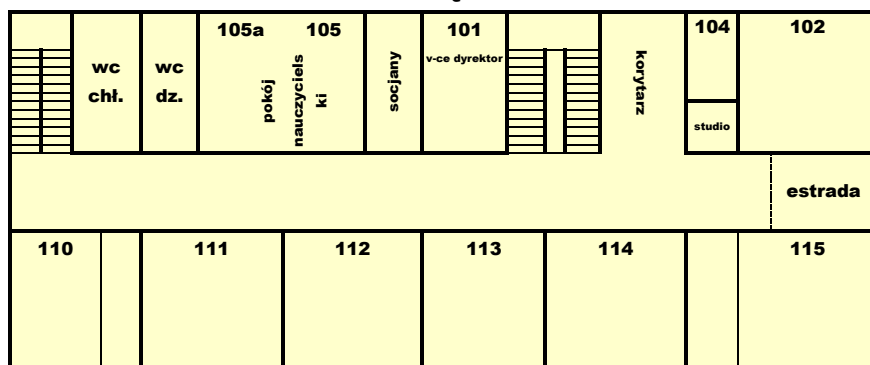 105a 105 101 104 102
v-ce dyrektor
wc
chł.
wc
dz.
pokój
nauczyciels
ki
socjany
korytarz
studio
estrada
110 111 112 113 114 115